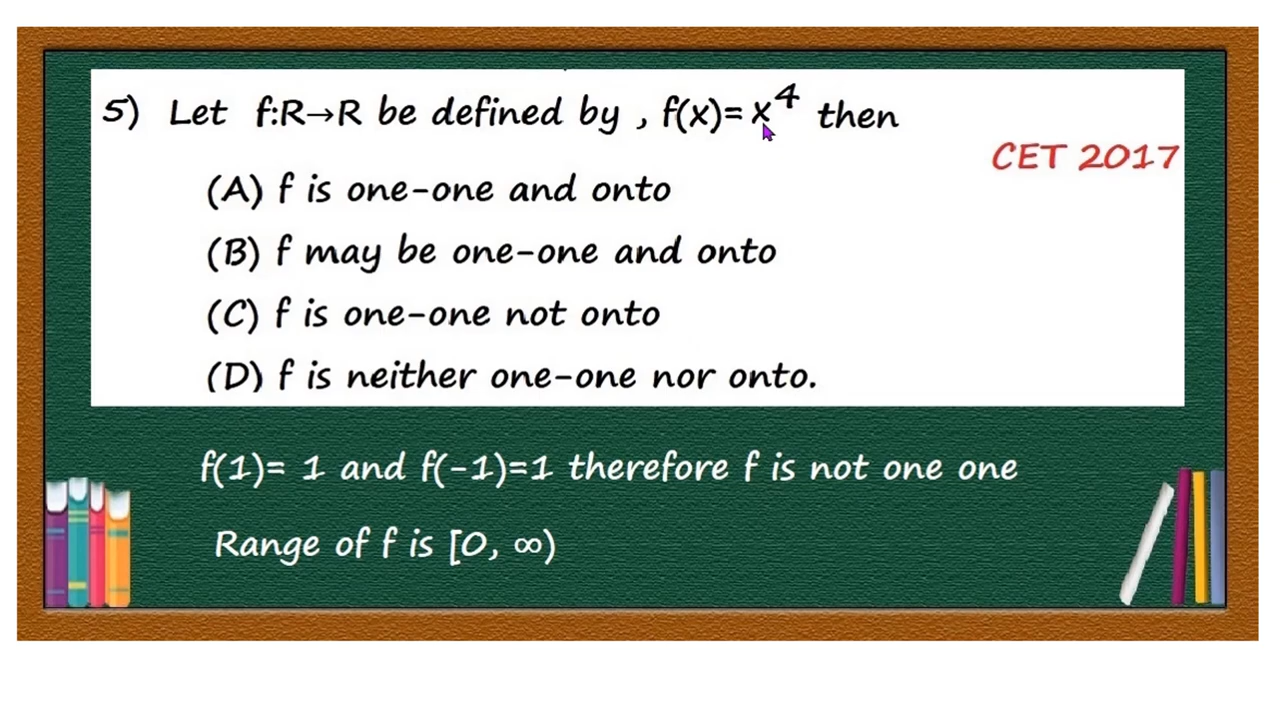 5) Let f:R→R be defined by , f(x)= x⁴ then
CET 2017
(A) f is one-one and onto
(B) f may be one-one and onto
(C) f is one-one not onto
(D) f is neither one-one nor onto.
f(1)= 1 and f(-1)=1 therefore f is not one one
Range of f is [0, ∞)